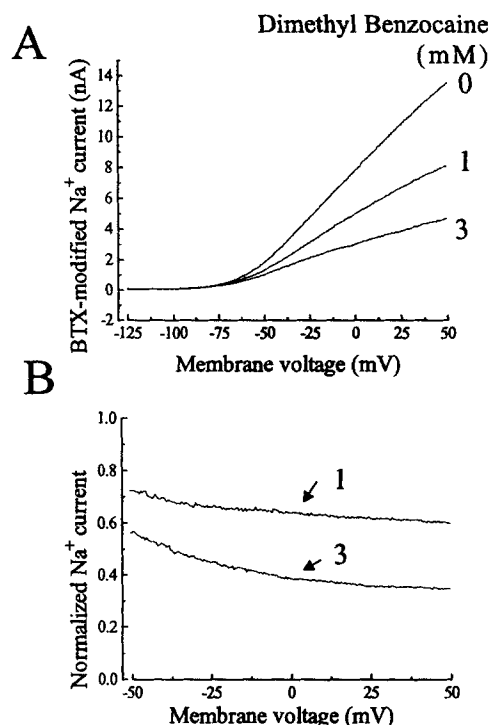 A
Dimethyl Benzocaine
(mM)
BTX-modified Na+ current (nA)
14
12
10
8
6
4
2
0
-2
0
1
3
-125 -100 -75 -50 -25 0 25 50
Membrane voltage (mV)
B
Normalized Na+ current
1.0
0.8
0.6
0.4
0.2
0.0
1
3
-50 -25 0 25 50
Membrane voltage (mV)